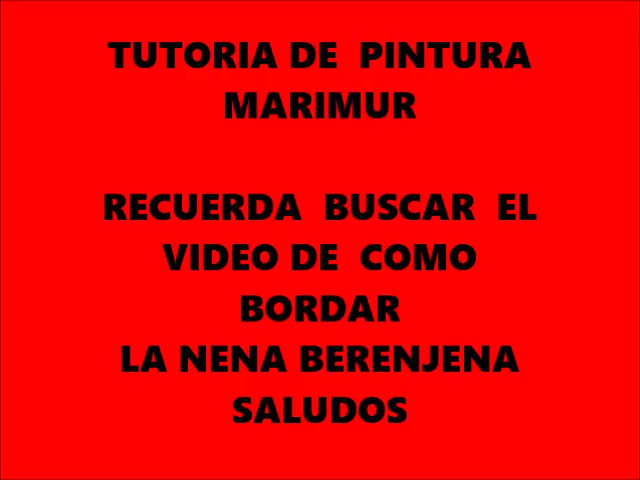 TUTORIA DE PINTURA
MARIMUR
RECUERDA BUSCAR EL
VIDEO DE COMO
BORDAR
LA NENA BERENJENA
SALUDOS